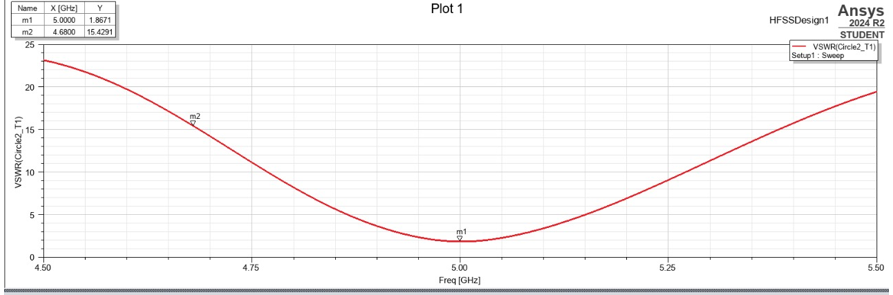 Name X [GHz] Y
m1 5.0000 1.8671
m2 4.6800 15.4291
Plot 1
HFSSDesign1
Ansys
2024 R2
STUDENT
VSWR(Circle2_T1)
Setup1 : Sweep
VSWR(Circle2_T1)
25
20
15
10
5
0
m2
m1
4.50 4.75 5.00 5.25 5.50
Freq [GHz]